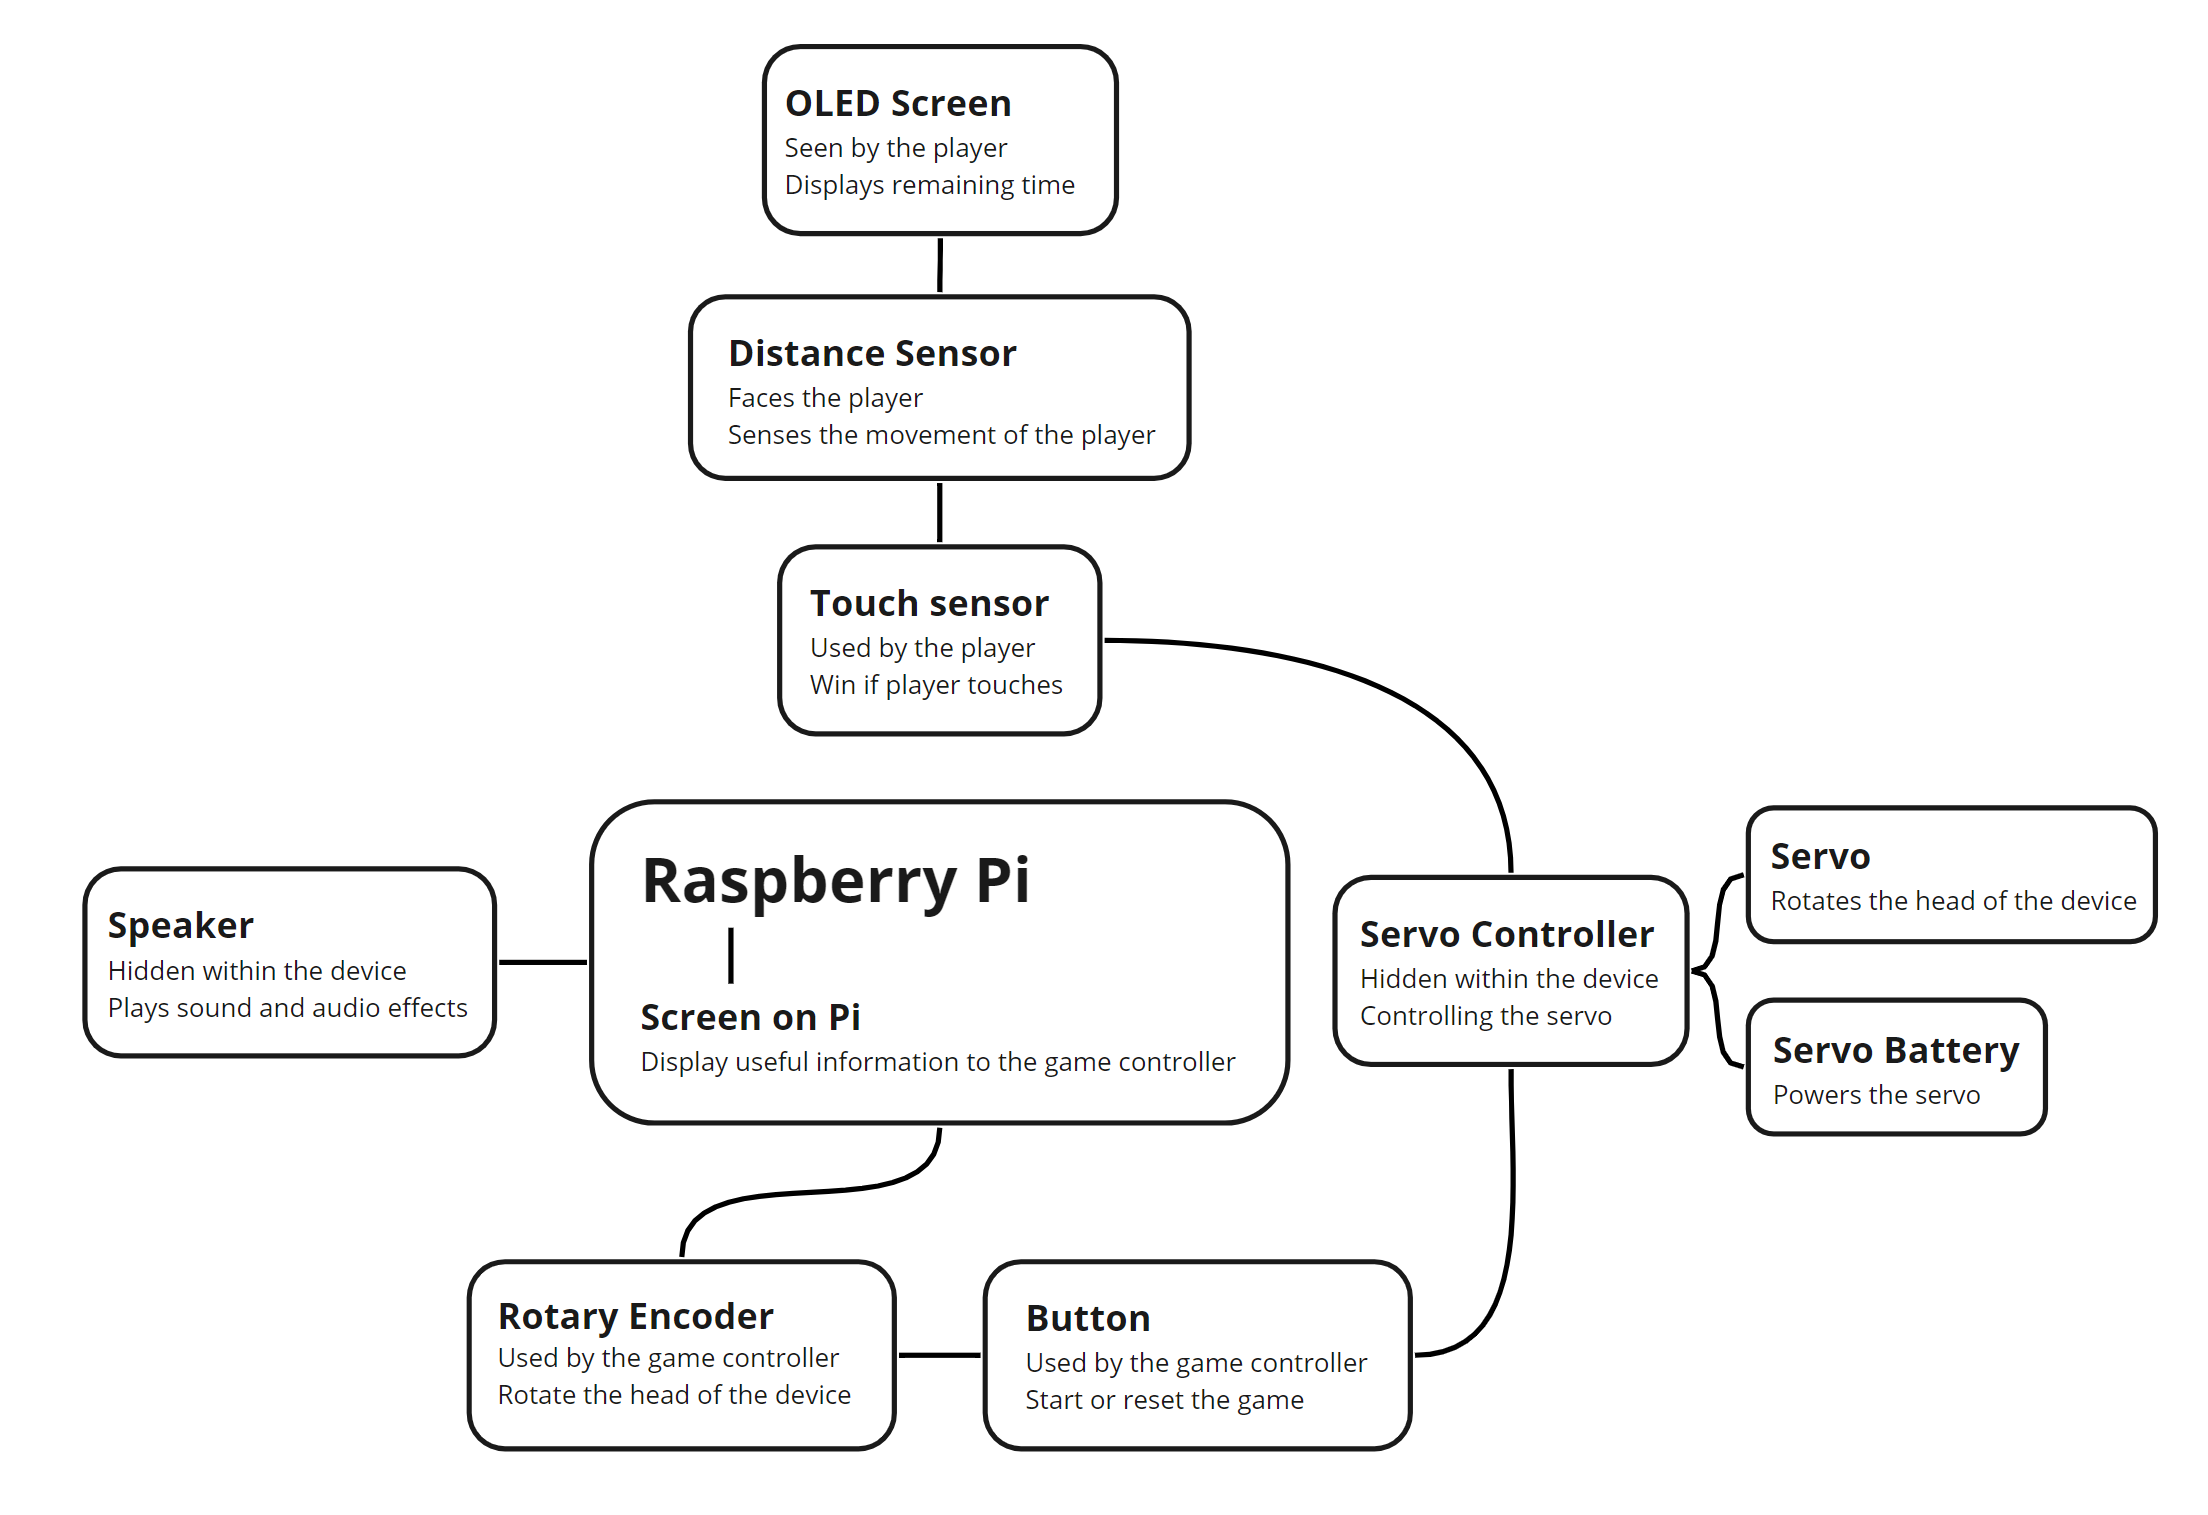 OLED Screen
Seen by the player
Displays remaining time
Distance Sensor
Faces the player
Senses the movement of the player
Touch sensor
Used by the player
Win if player touches
Speaker
Hidden within the device
Plays sound and audio effects
Raspberry Pi
Screen on Pi
Display useful information to the game controller
Servo Controller
Hidden within the device
Controlling the servo
Servo
Rotates the head of the device
Servo Battery
Powers the servo
Rotary Encoder
Used by the game controller
Rotate the head of the device
Button
Used by the game controller
Start or reset the game